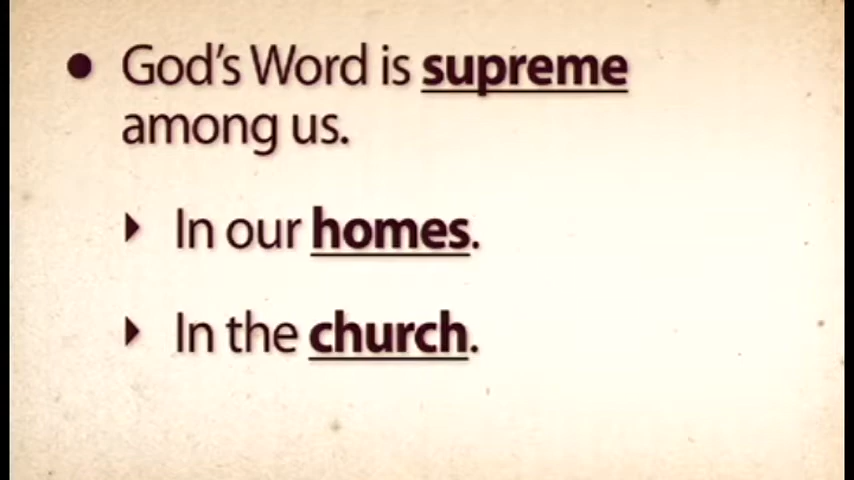 ● God's Word is supreme
among us.
▸ In our homes.
▸ In the church.